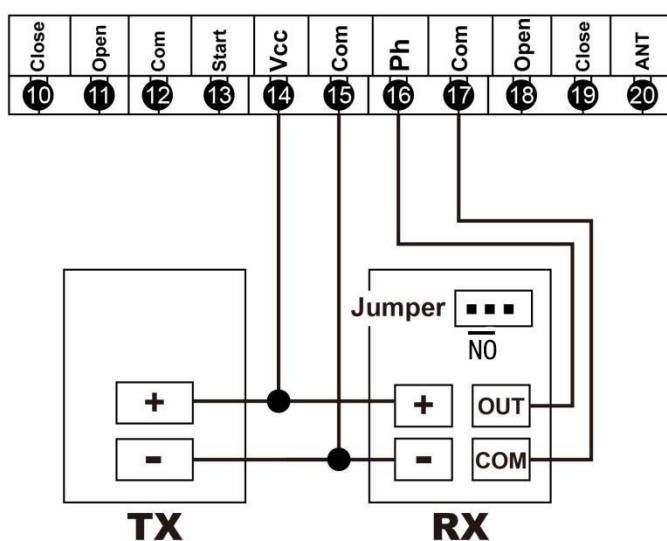 Close Open Com Start Vcc Com Ph Com Open Close ANT
10 11 12 13 14 15 16 17 18 19 20
Jumper
NO
+ + OUT
- - COM
TX RX